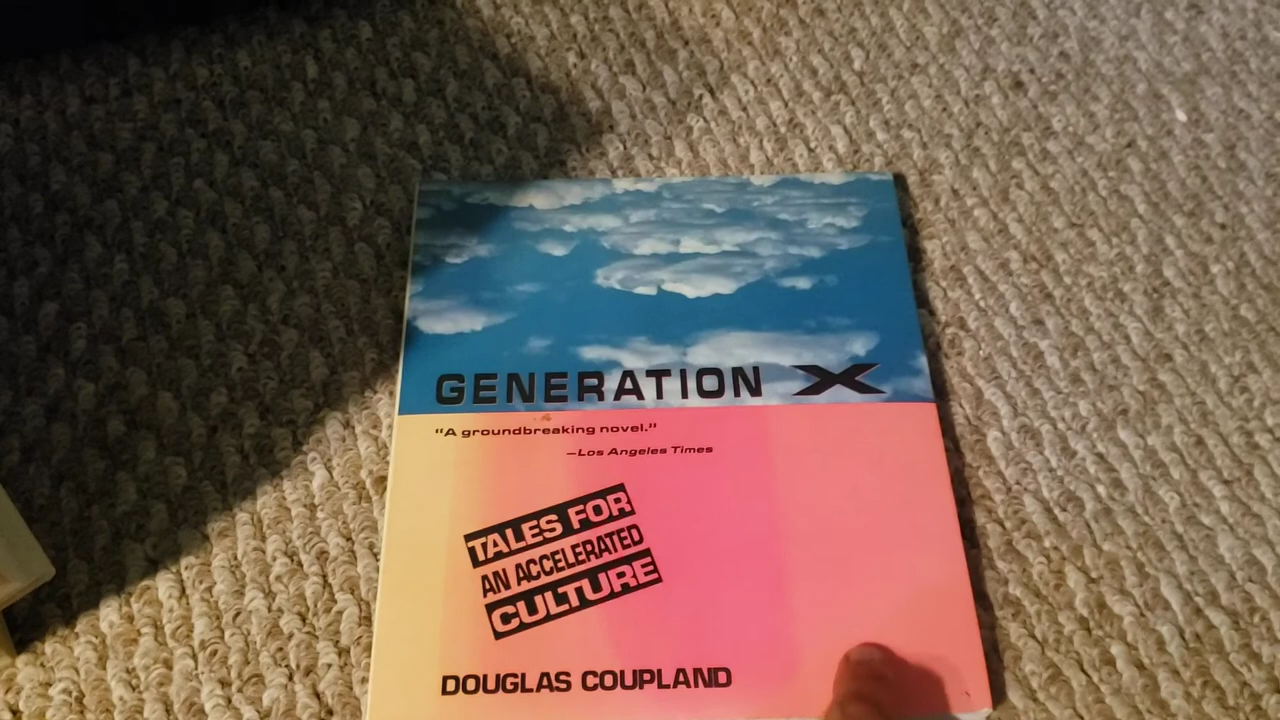 GENERATION X
“A groundbreaking novel.”
—Los Angeles Times
TALES FOR
AN ACCELERATED
CULTURE
DOUGLAS COUPLAND